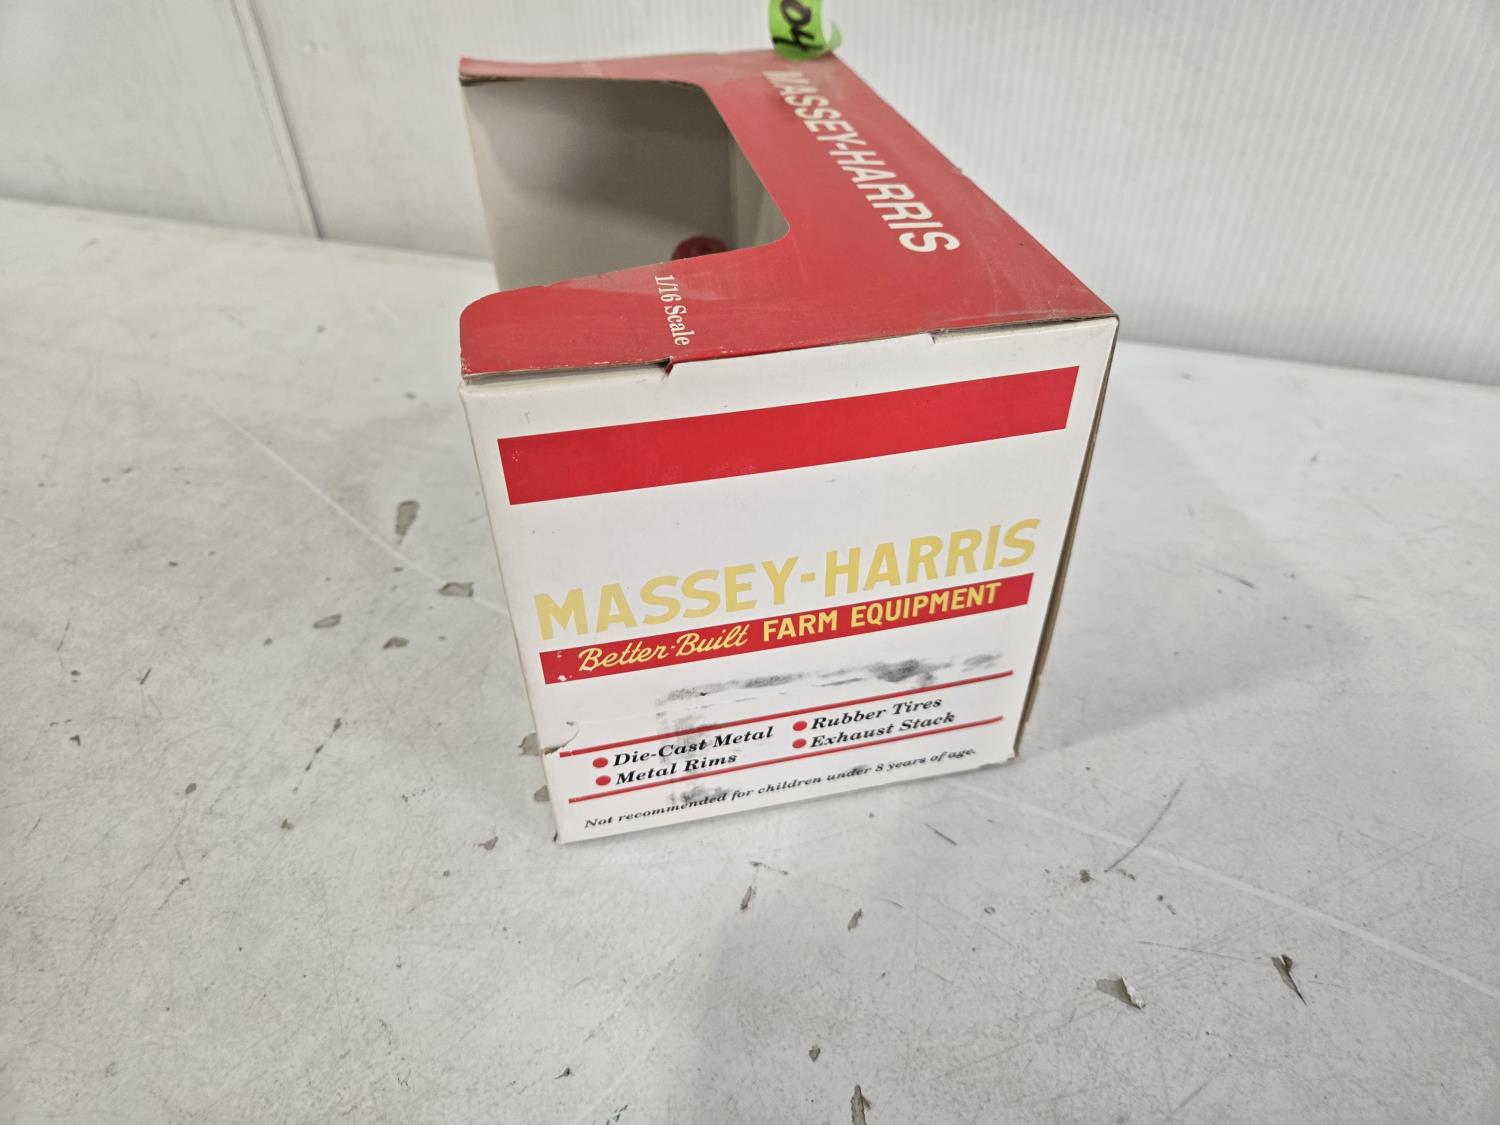 04
MASSEY-HARRIS
1/16 Scale
MASSEY-HARRIS
Better-Built FARM EQUIPMENT
Die-Cast Metal
Rubber Tires
Metal Rims
Exhaust Stack
Not recommended for children under 8 years of age.